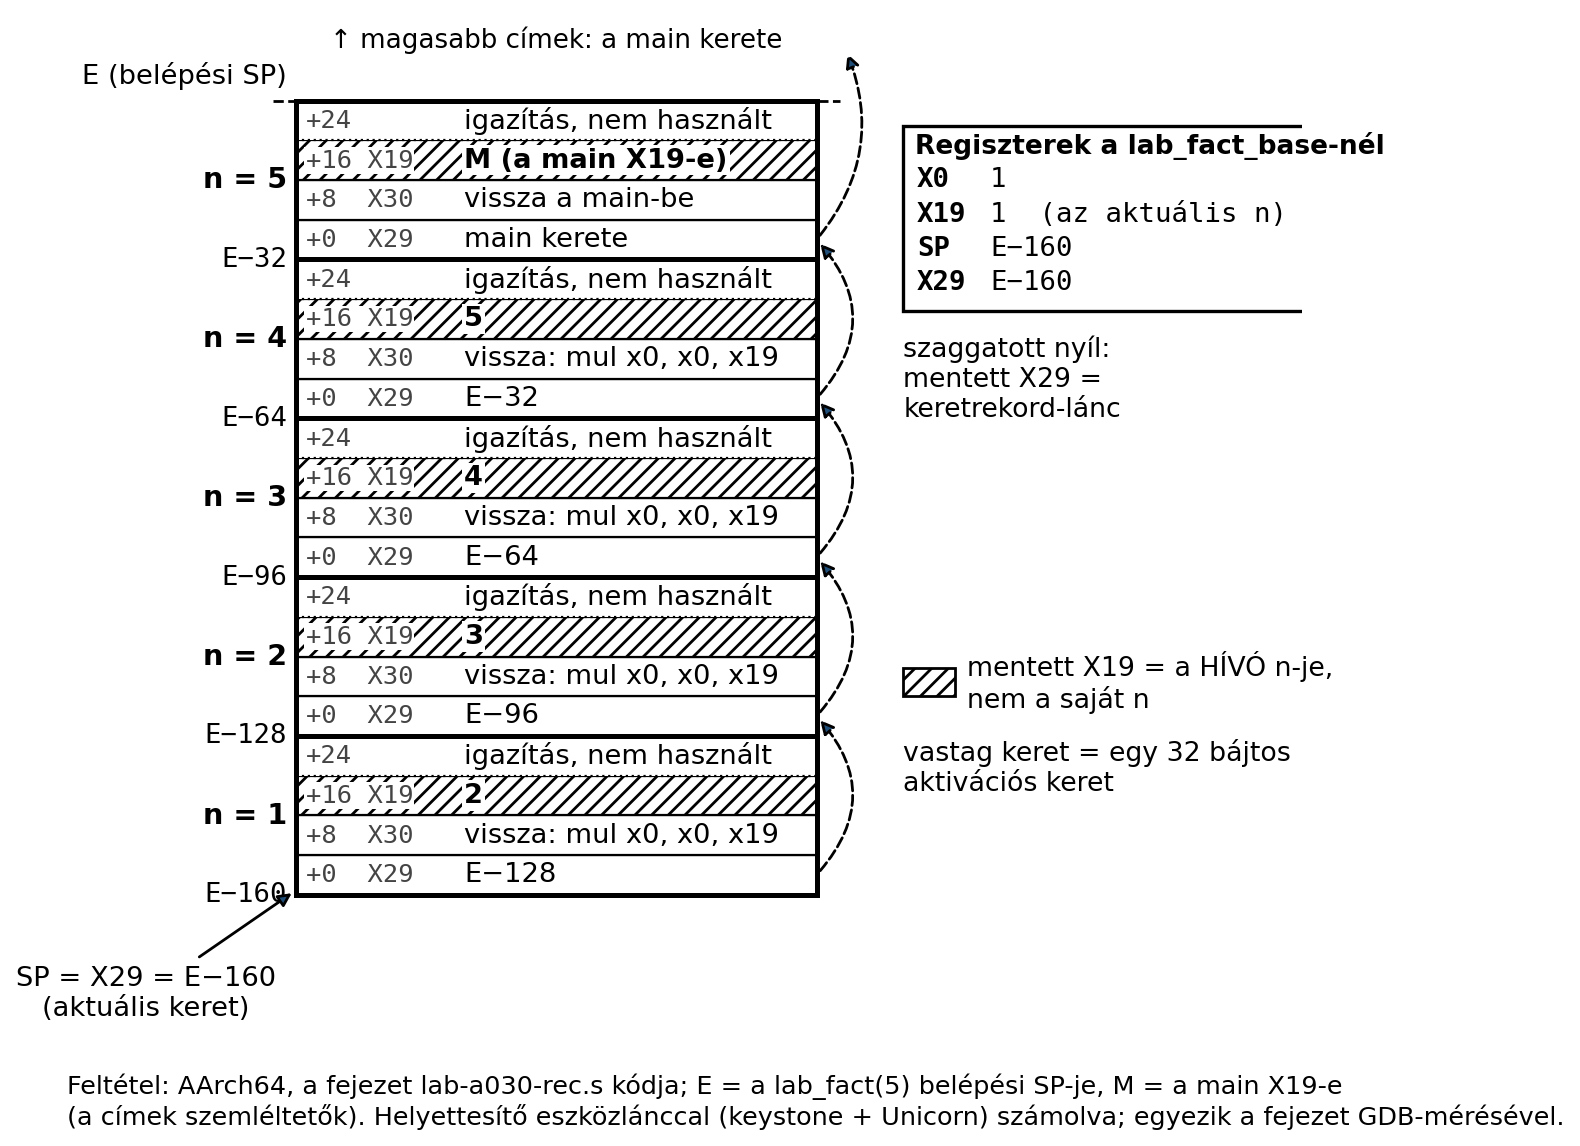 ↑ magasabb címek: a main kerete
E (belépési SP)
+24 igazítás, nem használt
+16 X19 M (a main X19-e)
n = 5
+8 X30 vissza a main-be
+0 X29 main kerete
E−32
+24 igazítás, nem használt
+16 X19 5
n = 4
+8 X30 vissza: mul x0, x0, x19
+0 X29 E−32
E−64
+24 igazítás, nem használt
+16 X19 4
n = 3
+8 X30 vissza: mul x0, x0, x19
+0 X29 E−64
E−96
+24 igazítás, nem használt
+16 X19 3
n = 2
+8 X30 vissza: mul x0, x0, x19
+0 X29 E−96
E−128
+24 igazítás, nem használt
+16 X19 2
n = 1
+8 X30 vissza: mul x0, x0, x19
+0 X29 E−128
E−160
SP = X29 = E−160
(aktuális keret)
Regiszterek a lab_fact_base-nél
X0 1
X19 1 (az aktuális n)
SP E−160
X29 E−160
szaggatott nyíl:
mentett X29 =
keretrekord-lánc
mentett X19 = a HÍVÓ n-je,
nem a saját n
vastag keret = egy 32 bájtos
aktivációs keret
Feltétel: AArch64, a fejezet lab-a030-rec.s kódja; E = a lab_fact(5) belépési SP-je, M = a main X19-e
(a címek szemléltetők). Helyettesítő eszközlánccal (keystone + Unicorn) számolva; egyezik a fejezet GDB-mérésével.